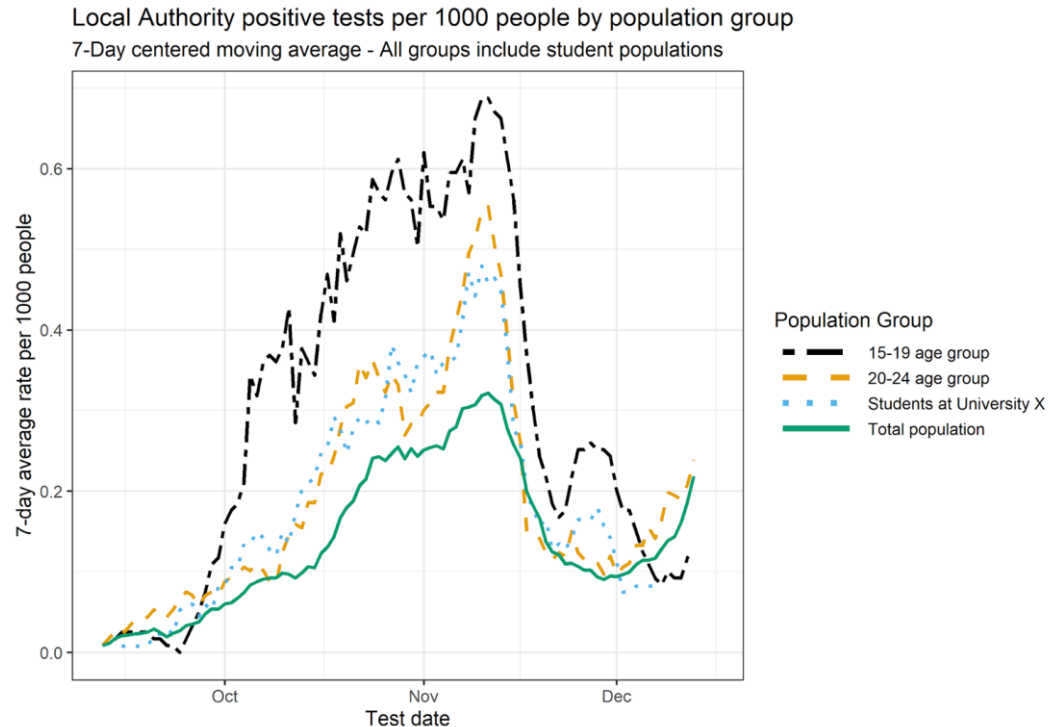 Local Authority positive tests per 1000 people by population group
7-Day centered moving average - All groups include student populations
7-day average rate per 1000 people
0.6
0.4
0.2
0.0
Oct
Nov
Dec
Test date
Population Group
15-19 age group
20-24 age group
Students at University X
Total population